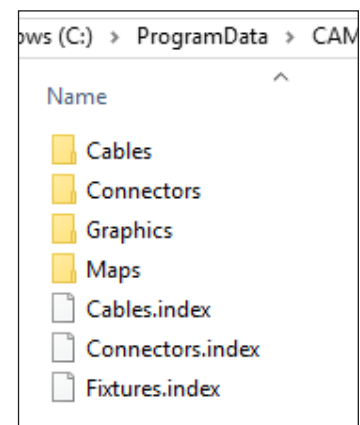 ows (C:) > ProgramData > CAM
Name
Cables
Connectors
Graphics
Maps
Cables.index
Connectors.index
Fixtures.index